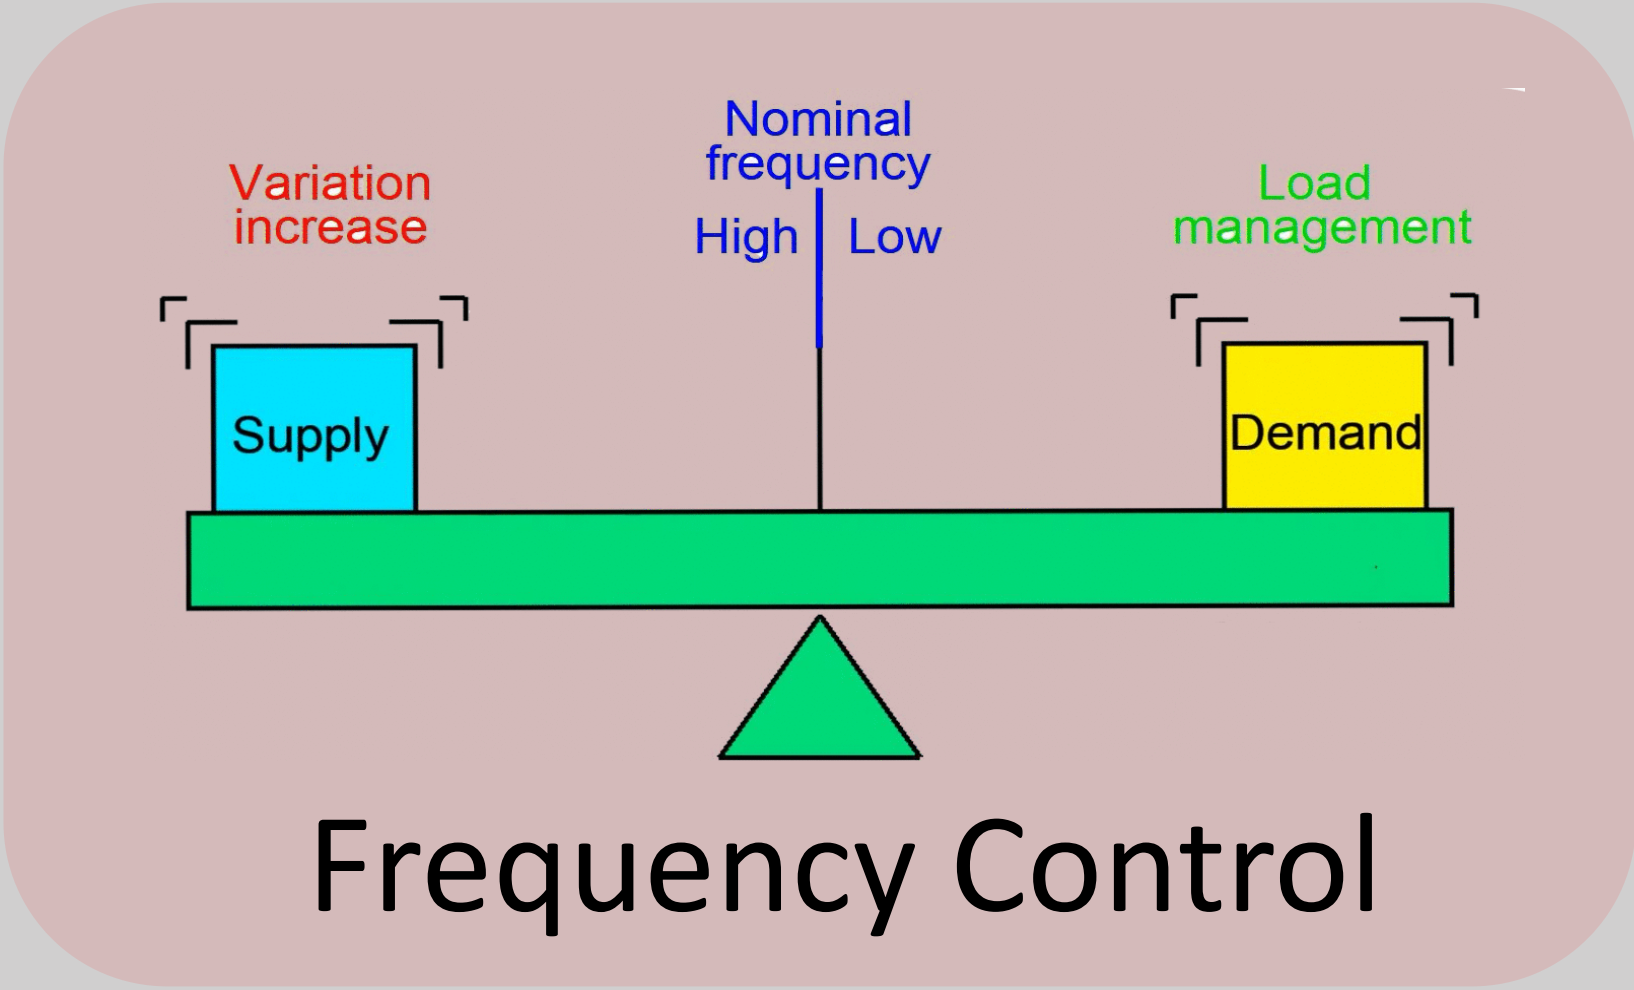 Nominal
frequency
Variation
increase
High
Low
Load
management
Supply
Demand
Frequency Control